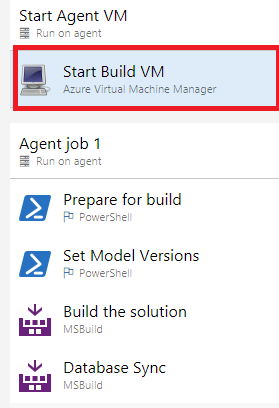 Start Agent VM
Run on agent
Start Build VM
Azure Virtual Machine Manager
Agent job 1
Run on agent
Prepare for build
PowerShell
Set Model Versions
PowerShell
Build the solution
MSBuild
Database Sync
MSBuild